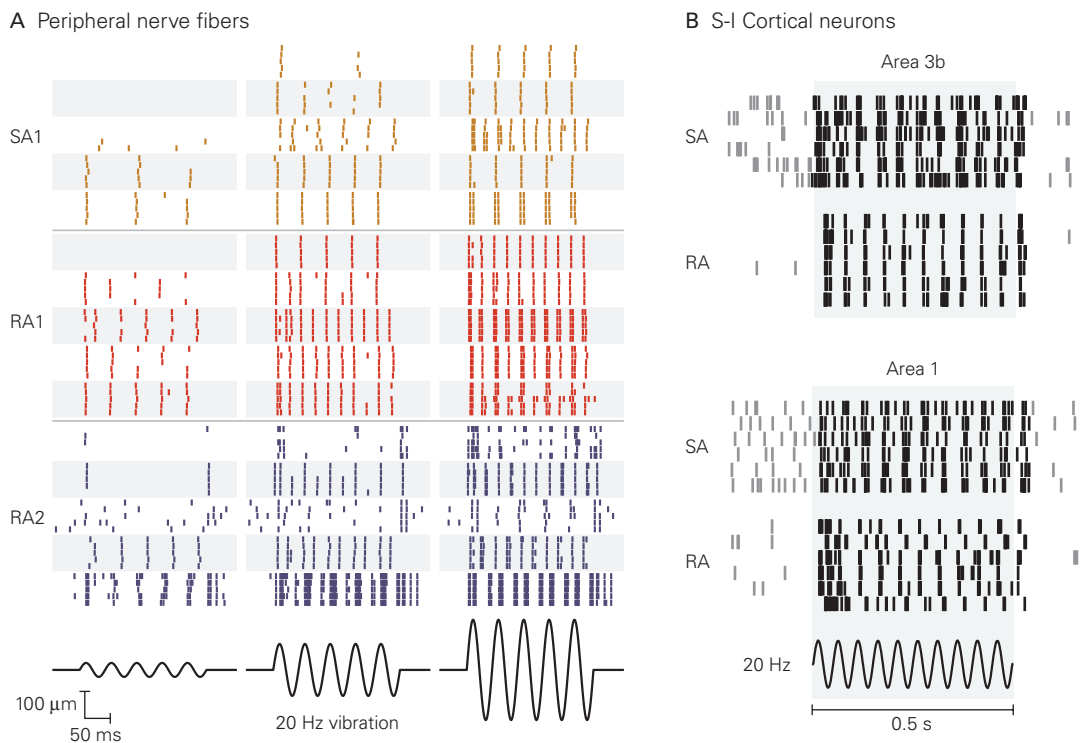 A Peripheral nerve fibers
SA1
RA1
RA2
100 μm
50 ms
20 Hz vibration
B S-I Cortical neurons
Area 3b
SA
RA
Area 1
SA
RA
20 Hz
0.5 s